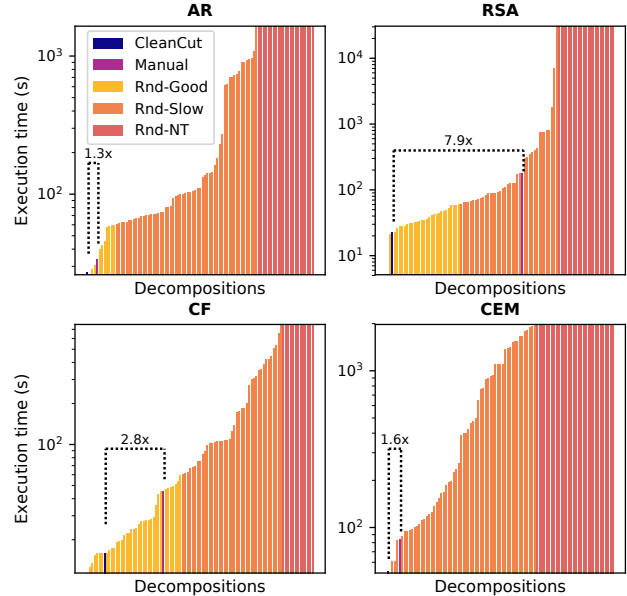 AR
RSA
Execution time (s)
10³
10²
CleanCut
Manual
Rnd-Good
Rnd-Slow
Rnd-NT
1.3x
Decompositions
10⁴
10³
10²
10¹
7.9x
Decompositions
CF
CEM
Execution time (s)
10²
2.8x
Decompositions
10³
10²
1.6x
Decompositions